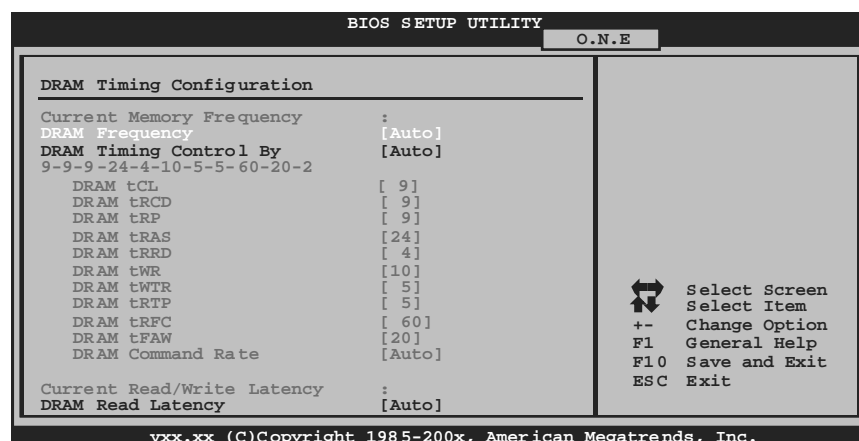 BIOS SETUP UTILITY
O.N.E
DRAM Timing Configuration
Current Memory Frequency :
DRAM Frequency [Auto]
DRAM Timing Control By [Auto]
9-9-9-24-4-10-5-5-60-20-2
DRAM tCL [ 9]
DRAM tRCD [ 9]
DRAM tRP [ 9]
DRAM tRAS [24]
DRAM tRRD [ 4]
DRAM tWR [10]
DRAM tWTR [ 5]
DRAM tRTP [ 5]
DRAM tRFC [ 60]
DRAM tFAW [20]
DRAM Command Rate [Auto]
Current Read/Write Latency :
DRAM Read Latency [Auto]
Select Screen
Select Item
+- Change Option
F1 General Help
F10 Save and Exit
ESC Exit
vxx.xx (C)Copyright 1985-200x, American Megatrends, Inc.